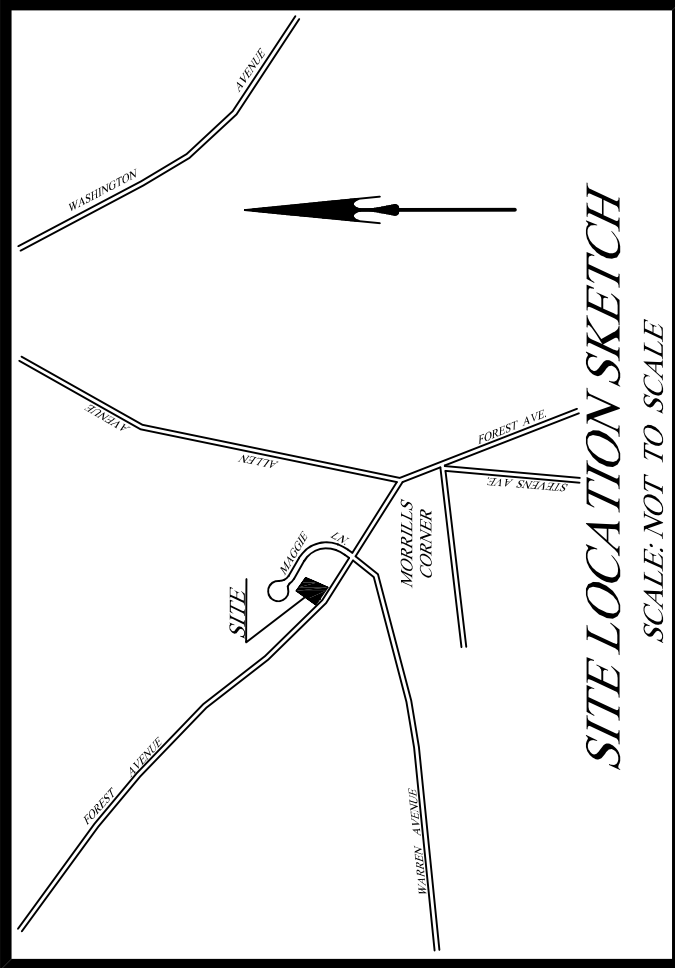 WASHINGTON AVENUE
ALLEN AVENUE
FOREST AVE.
STEVENS AVE
MORRILLS
CORNER
MAGGIE LN.
SITE
FOREST AVENUE
WARREN AVENUE
SITE LOCATION SKETCH
SCALE: NOT TO SCALE